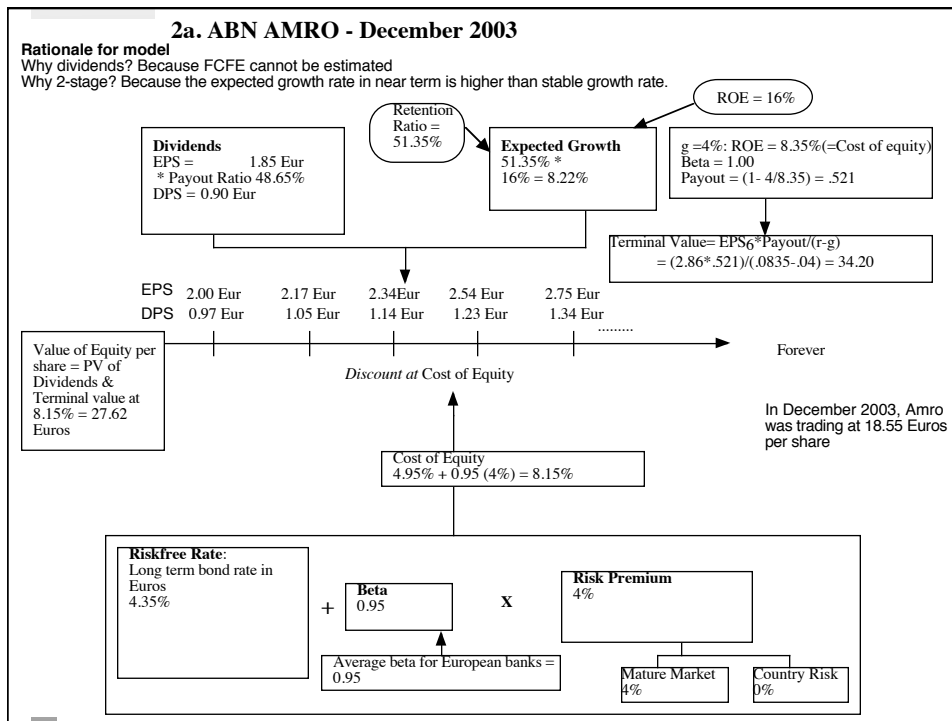 2a. ABN AMRO - December 2003
Rationale for model
Why dividends? Because FCFE cannot be estimated
Why 2-stage? Because the expected growth rate in near term is higher than stable growth rate.
Dividends
EPS = 1.85 Eur
* Payout Ratio 48.65%
DPS = 0.90 Eur
Retention
Ratio =
51.35%
Expected Growth
51.35% *
16% = 8.22%
ROE = 16%
g =4%: ROE = 8.35%(=Cost of equity)
Beta = 1.00
Payout = (1- 4/8.35) = .521
Terminal Value= EPS6*Payout/(r-g)
= (2.86*.521)/(.0835-.04) = 34.20
EPS 2.00 Eur 2.17 Eur 2.34Eur 2.54 Eur 2.75 Eur
DPS 0.97 Eur 1.05 Eur 1.14 Eur 1.23 Eur 1.34 Eur
.........
Value of Equity per
share = PV of
Dividends &
Terminal value at
8.15% = 27.62
Euros
Forever
Discount at Cost of Equity
In December 2003, Amro
was trading at 18.55 Euros
per share
Cost of Equity
4.95% + 0.95 (4%) = 8.15%
Riskfree Rate:
Long term bond rate in
Euros
4.35%
+
Beta
0.95
X
Risk Premium
4%
Average beta for European banks =
0.95
Mature Market
4%
Country Risk
0%